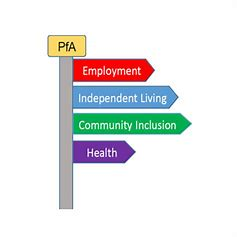 PfA
Employment
Independent Living
Community Inclusion
Health